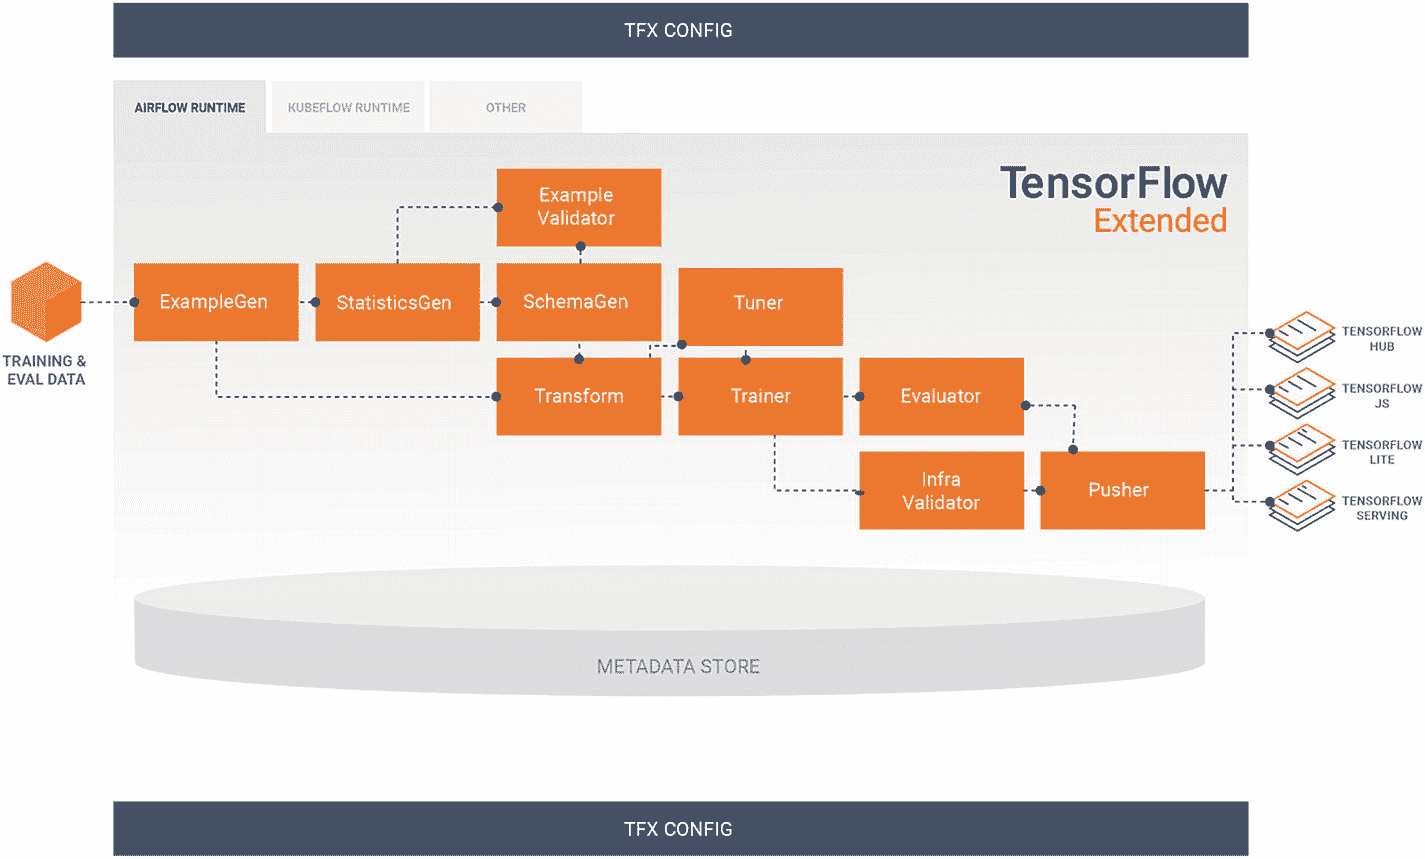 TFX CONFIG
AIRFLOW RUNTIME
KUBEFLOW RUNTIME
OTHER
TensorFlow
Extended
Example
Validator
ExampleGen
StatisticsGen
SchemaGen
Tuner
TRAINING &
EVAL DATA
Transform
Trainer
Evaluator
Infra
Validator
Pusher
TENSORFLOW
HUB
TENSORFLOW
JS
TENSORFLOW
LITE
TENSORFLOW
SERVING
METADATA STORE
TFX CONFIG